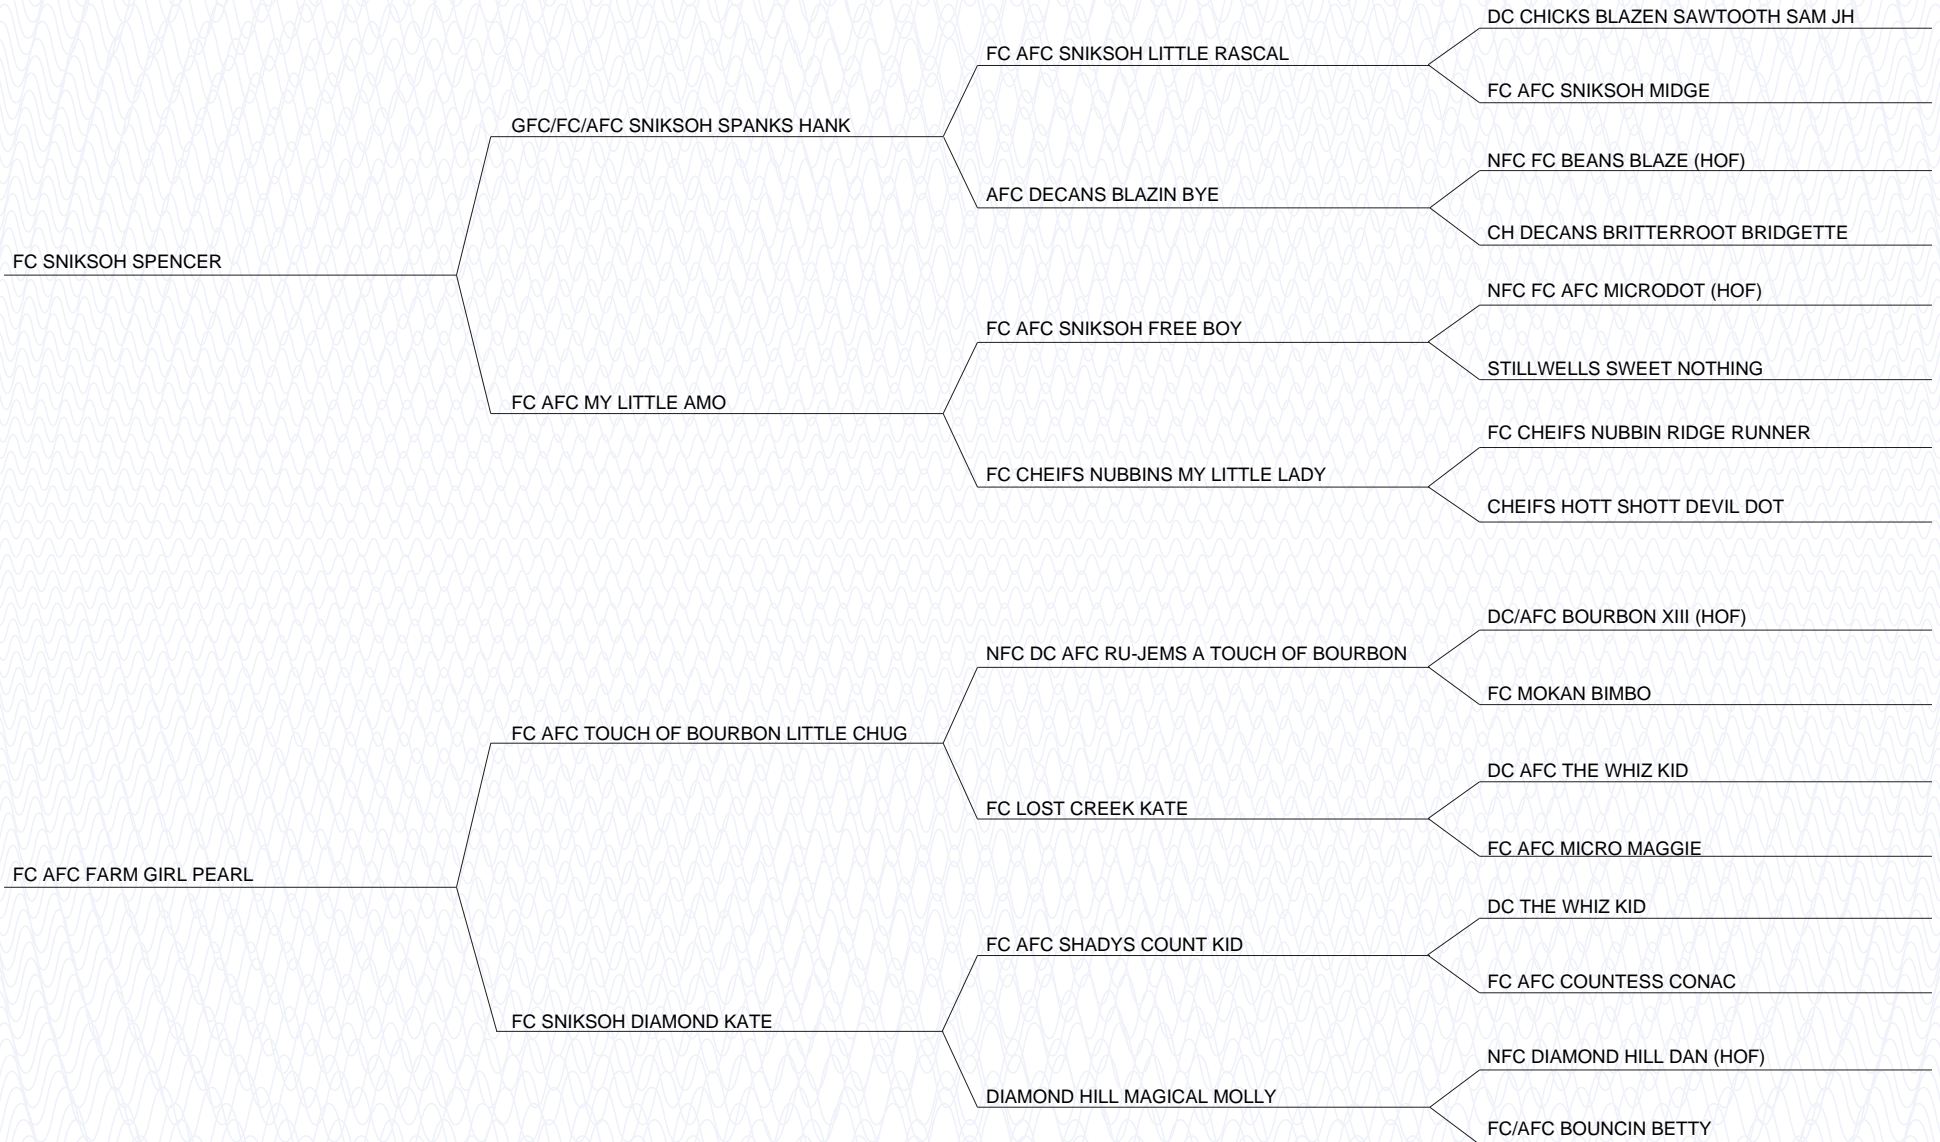 DC CHICKS BLAZEN SAWTOOTH SAM JH
FC AFC SNIKSOH LITTLE RASCAL
FC AFC SNIKSOH MIDGE
GFC/FC/AFC SNIKSOH SPANKS HANK
NFC FC BEANS BLAZE (HOF)
AFC DECANS BLAZIN BYE
CH DECANS BRITTERROOT BRIDGETTE
FC SNIKSOH SPENCER
NFC FC AFC MICRODOT (HOF)
FC AFC SNIKSOH FREE BOY
STILLWELLS SWEET NOTHING
FC AFC MY LITTLE AMO
FC CHEIFS NUBBIN RIDGE RUNNER
FC CHEIFS NUBBINS MY LITTLE LADY
CHEIFS HOTT SHOTT DEVIL DOT
DC/AFC BOURBON XIII (HOF)
NFC DC AFC RU-JEMS A TOUCH OF BOURBON
FC MOKAN BIMBO
FC AFC TOUCH OF BOURBON LITTLE CHUG
DC AFC THE WHIZ KID
FC LOST CREEK KATE
FC AFC MICRO MAGGIE
FC AFC FARM GIRL PEARL
DC THE WHIZ KID
FC AFC SHADYS COUNT KID
FC AFC COUNTESS CONAC
FC SNIKSOH DIAMOND KATE
NFC DIAMOND HILL DAN (HOF)
DIAMOND HILL MAGICAL MOLLY
FC/AFC BOUNCIN BETTY